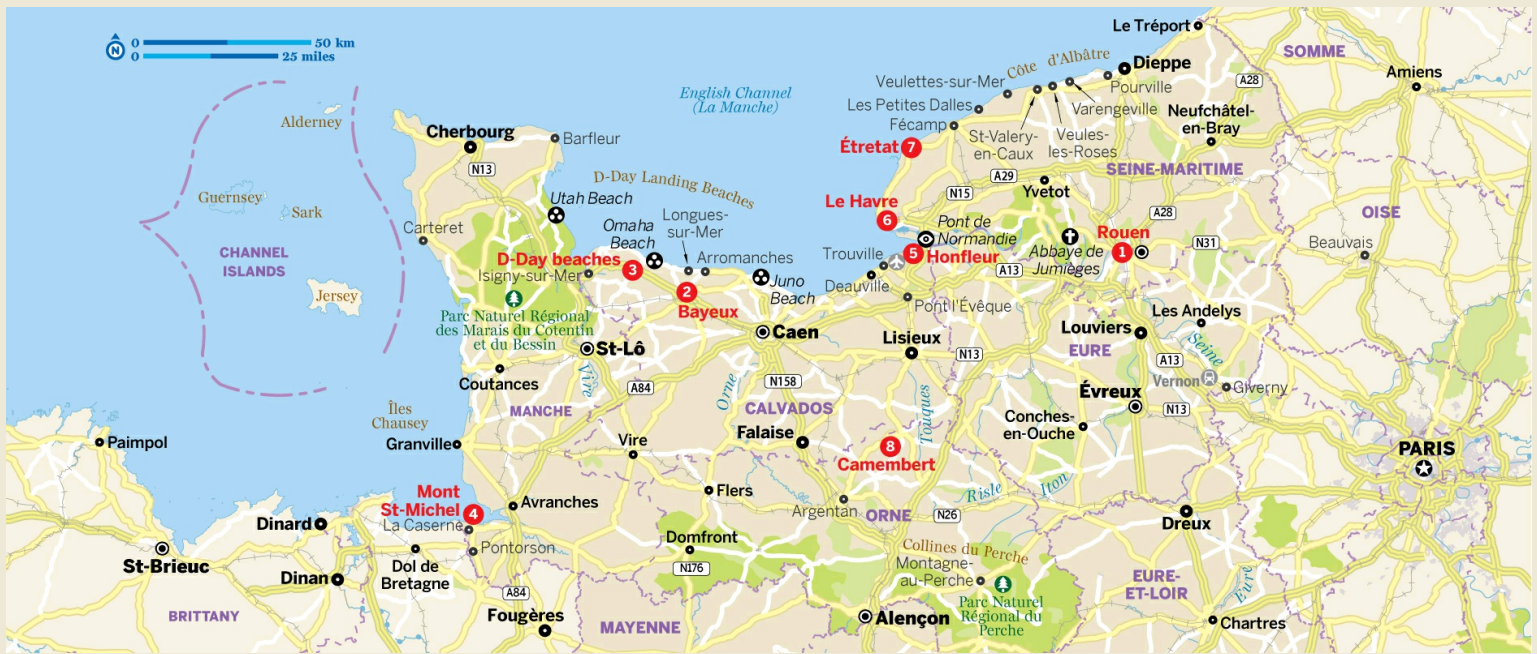 N
0
50 km
0
25 miles
Le Tréport
SOMME
Côte d'Albâtre
Dieppe
Amiens
Veulettes-sur-Mer
Pourville
A28
English Channel
(La Manche)
Les Petites Dalles
Varengeville
Neufchâtel-
en-Bray
Alderney
Fécamp
St-Valery-
en-Caux
Veules-
les-Roses
Cherbourg
Barfleur
Étretat
7
N13
D-Day Landing Beaches
A29
SEINE-MARITIME
Guernsey
Sark
Utah Beach
N15
Yvetot
Le Havre
6
Longues-
sur-Mer
Omaha
Beach
Pont de
Normandie
A28
OISE
Carteret
Rouen
1
N31
Beauvais
CHANNEL
ISLANDS
D-Day beaches
3
Arromanches
Trouville
5
Honfleur
Abbaye de
Jumièges
Isigny-sur-Mer
A13
Jersey
2
Bayeux
Juno
Beach
Deauville
Pont l'Évêque
Parc Naturel Régional
des Marais du Cotentin
et du Bessin
Les Andelys
Caen
Louviers
Lisieux
St-Lô
N13
EURE
A13
Seine
Coutances
Vire
A84
Orne
N158
Touques
Vernon
Giverny
Îles
Chausey
MANCHE
CALVADOS
Évreux
N13
Conches-
en-Ouche
Paimpol
Granville
Vire
Falaise
8
Camembert
PARIS
Mont
St-Michel
4
La Caserne
Avranches
Flers
Argentan
Risle
Iton
ORNE
N26
Dinard
Dreux
St-Brieuc
Pontorson
Domfront
Collines du Perche
Dol de
Bretagne
N176
Montagne-
au-Perche
Dinan
A84
Parc Naturel
Régional du
Perche
EURE-
ET-LOIR
Eure
BRITTANY
Fougères
MAYENNE
Alençon
Chartres